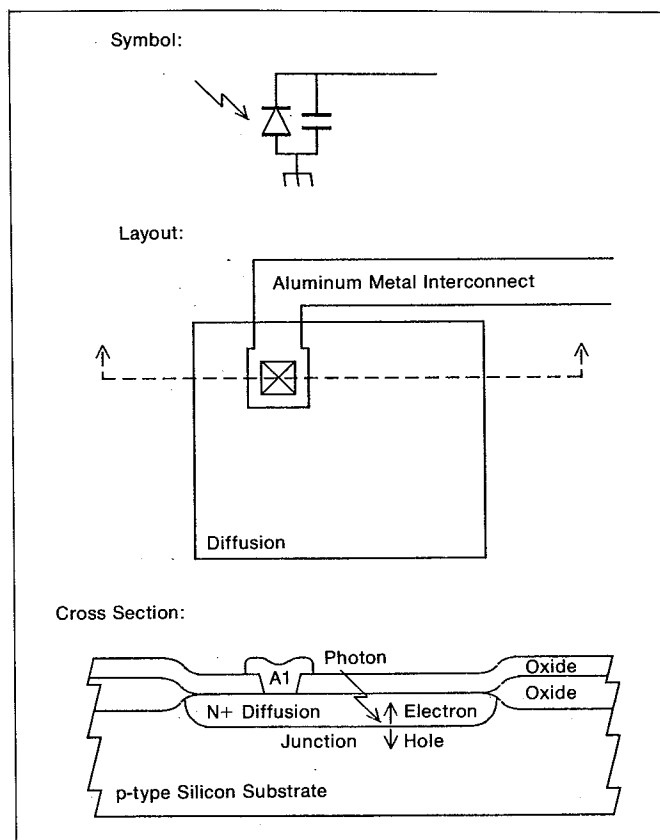 Symbol:
Layout:
Aluminum Metal Interconnect
Diffusion
Cross Section:
Photon
Oxide
A1
Oxide
N+ Diffusion
Electron
Junction
Hole
p-type Silicon Substrate